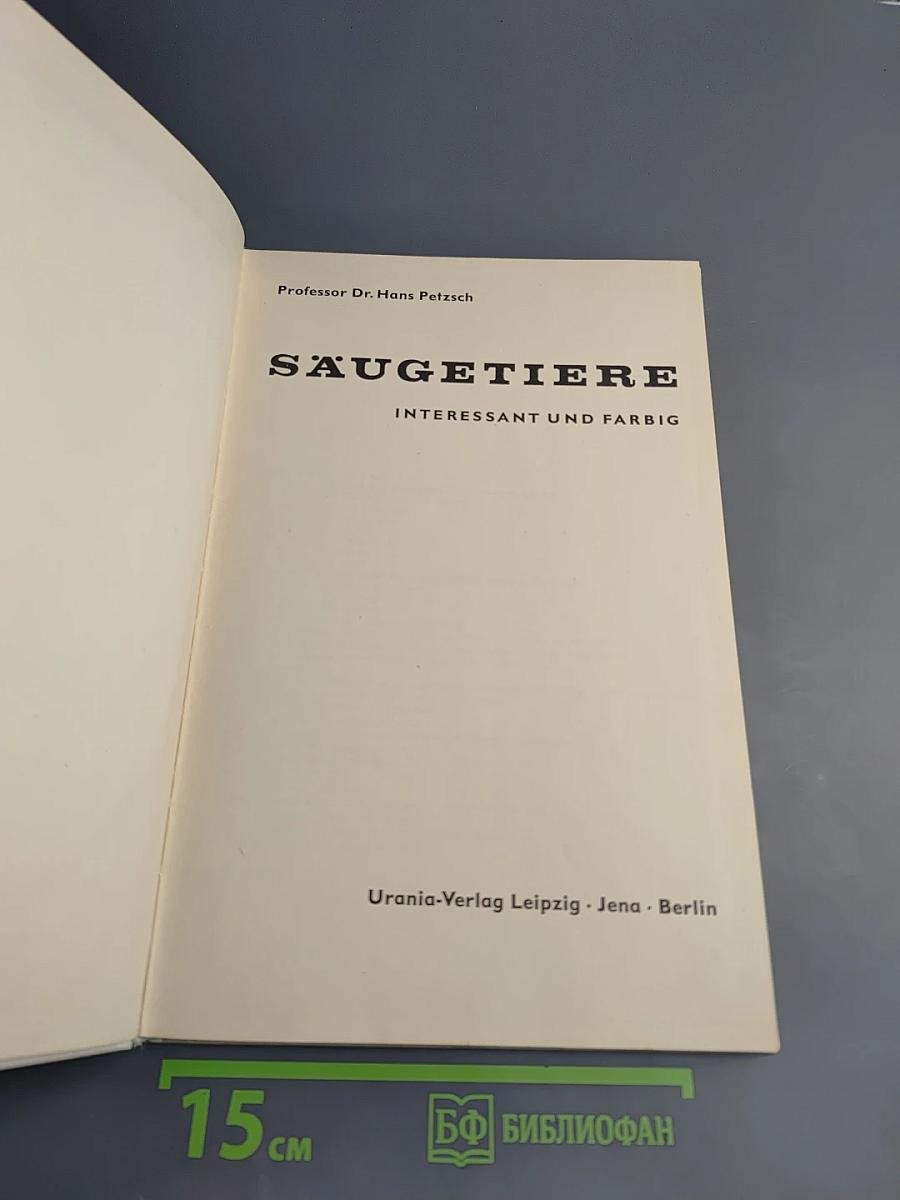 Professor Dr. Hans Petzsch
SÄUGETIERE
INTERESSANT UND FARBIG
Urania-Verlag Leipzig · Jena · Berlin
15 см
БФ БИБЛИОФАН